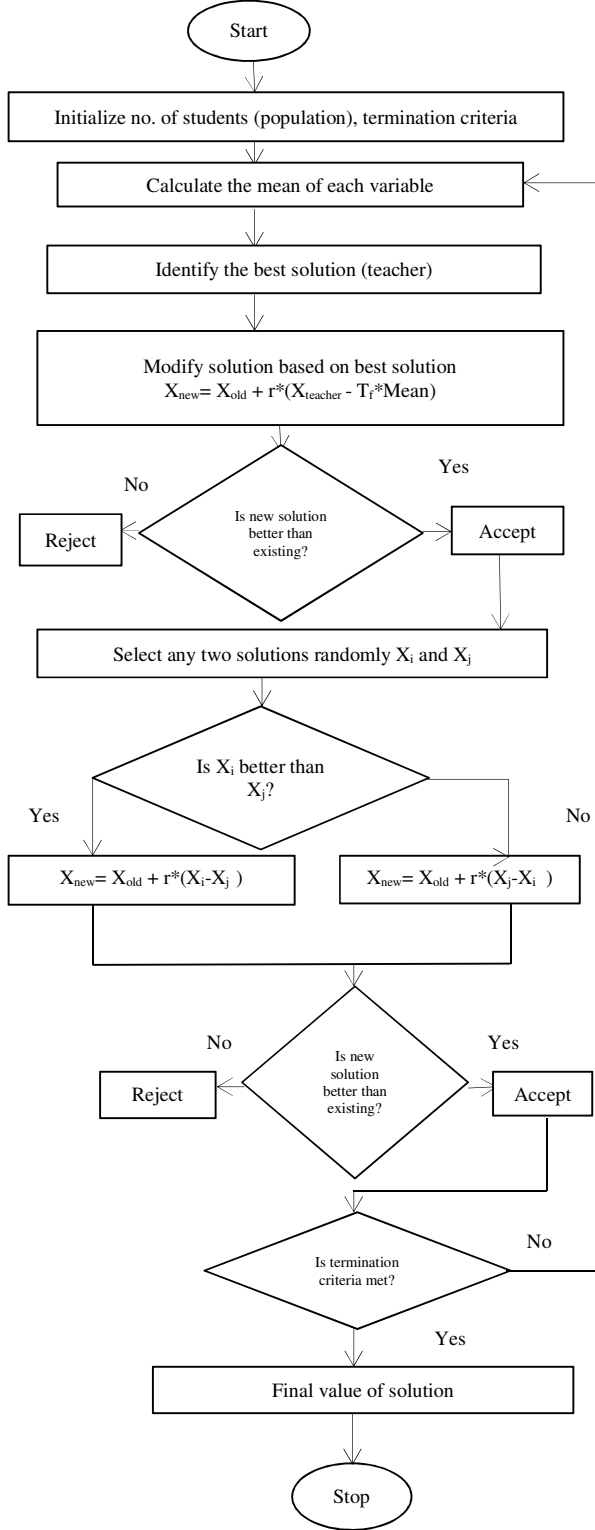 Start
Initialize no. of students (population), termination criteria
Calculate the mean of each variable
Identify the best solution (teacher)
Modify solution based on best solution
Xnew= Xold + r*(Xteacher - Tf*Mean)
No
Yes
Is new solution
better than
existing?
Reject
Accept
Select any two solutions randomly Xi and Xj
Is Xi better than
Xj?
Yes
No
Xnew= Xold + r*(Xi-Xj )
Xnew= Xold + r*(Xj-Xi )
No
Yes
Is new
solution
better than
existing?
Reject
Accept
Is termination
criteria met?
No
Yes
Final value of solution
Stop